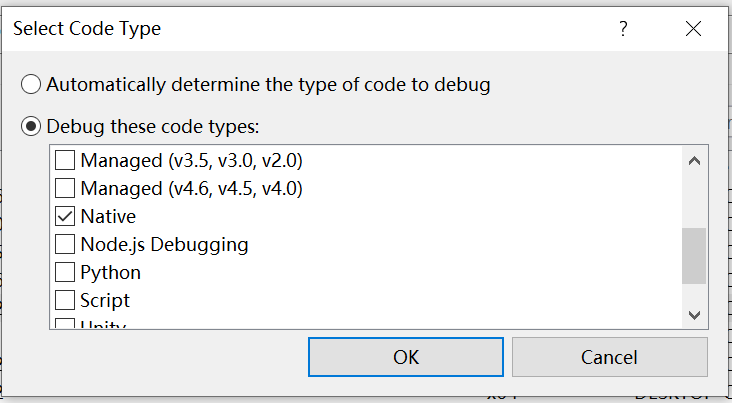 Select Code Type
?
Automatically determine the type of code to debug
Debug these code types:
Managed (v3.5, v3.0, v2.0)
Managed (v4.6, v4.5, v4.0)
Native
Node.js Debugging
Python
Script
Unity
OK
Cancel